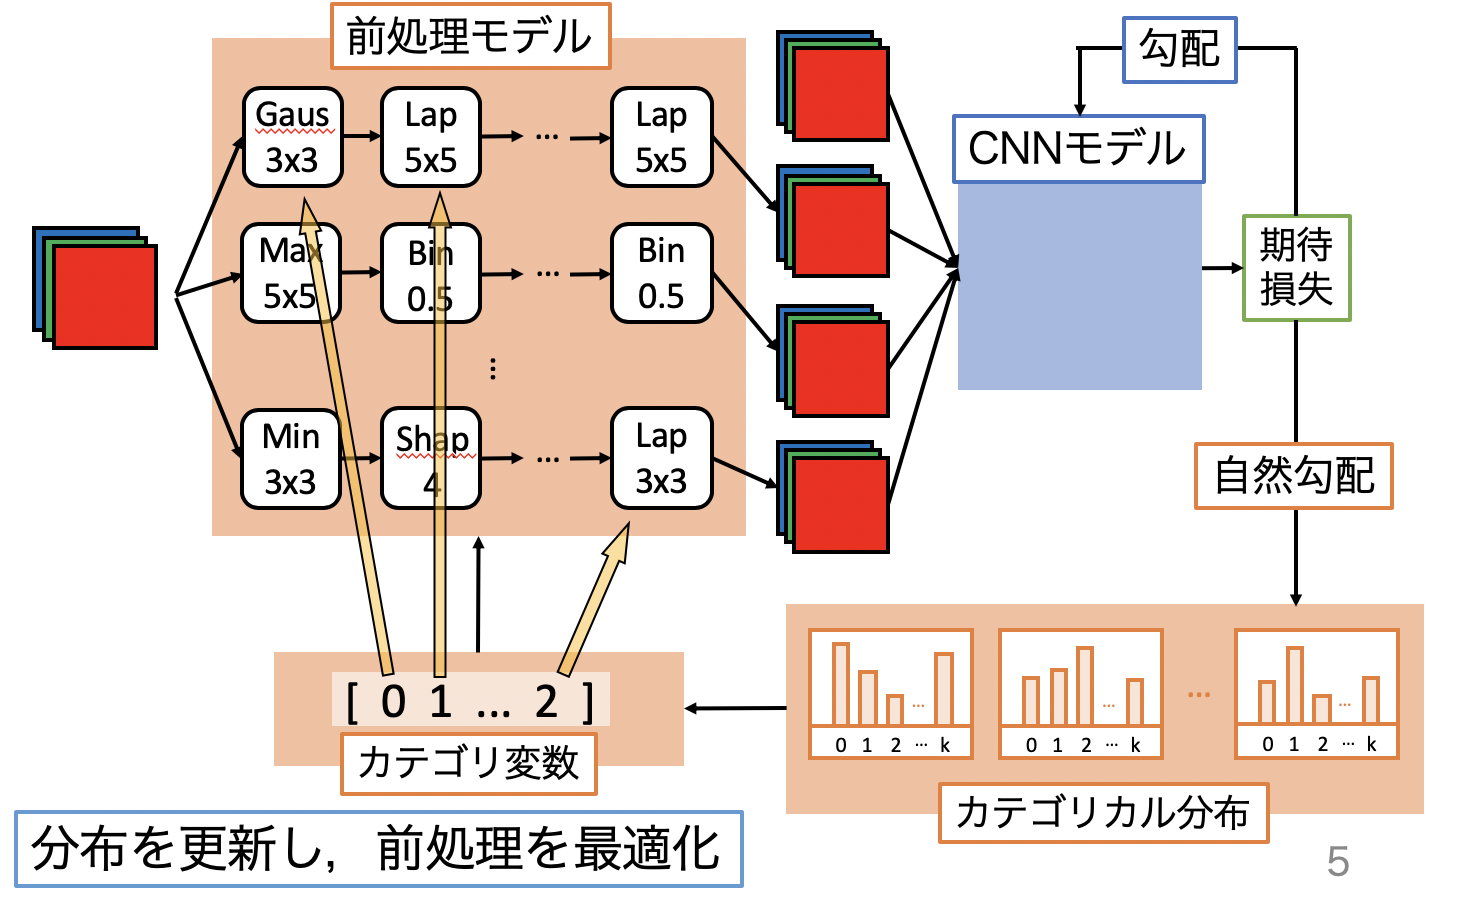 前処理モデル
Gaus
3x3
Lap
5x5
...
Lap
5x5
Max
5x5
Bin
0.5
...
Bin
0.5
...
Min
3x3
Shap
4
...
Lap
3x3
勾配
CNNモデル
期待
損失
自然勾配
[ 0 1 ... 2 ]
カテゴリ変数
...
0 1 2 ... k
...
0 1 2 ... k
...
...
0 1 2 ... k
カテゴリカル分布
分布を更新し，前処理を最適化
5